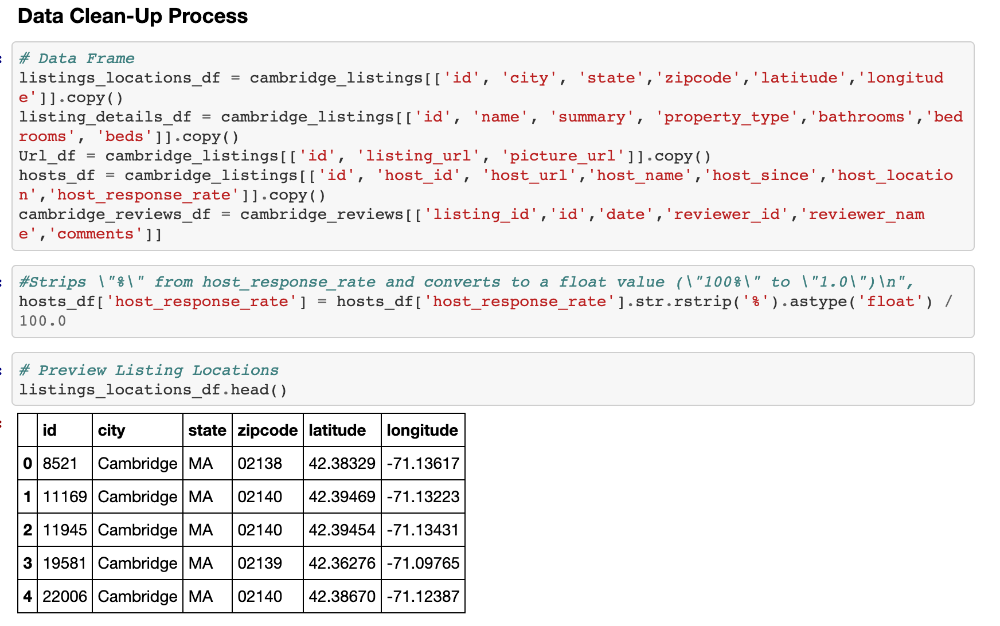 Data Clean-Up Process
:
# Data Frame
listings_locations_df = cambridge_listings[['id', 'city', 'state','zipcode','latitude','longitud
e']].copy()
listing_details_df = cambridge_listings[['id', 'name', 'summary', 'property_type','bathrooms','bed
rooms', 'beds']].copy()
Url_df = cambridge_listings[['id', 'listing_url', 'picture_url']].copy()
hosts_df = cambridge_listings[['id', 'host_id', 'host_url','host_name','host_since','host_locatio
n','host_response_rate']].copy()
cambridge_reviews_df = cambridge_reviews[['listing_id','id','date','reviewer_id','reviewer_nam
e','comments']]
:
#Strips \"%\" from host_response_rate and converts to a float value (\"100%\" to \"1.0\")\n",
hosts_df['host_response_rate'] = hosts_df['host_response_rate'].str.rstrip('%').astype('float') /
100.0
:
# Preview Listing Locations
listings_locations_df.head()
:
id city state zipcode latitude longitude
0 8521 Cambridge MA 02138 42.38329 -71.13617
1 11169 Cambridge MA 02140 42.39469 -71.13223
2 11945 Cambridge MA 02140 42.39454 -71.13431
3 19581 Cambridge MA 02139 42.36276 -71.09765
4 22006 Cambridge MA 02140 42.38670 -71.12387